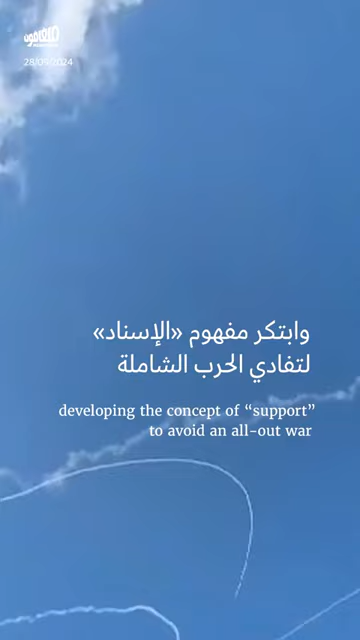 ميغافون
28/09/2024
وابتكر مفهوم «الإسناد»
لتفادي الحرب الشاملة
developing the concept of “support”
to avoid an all-out war